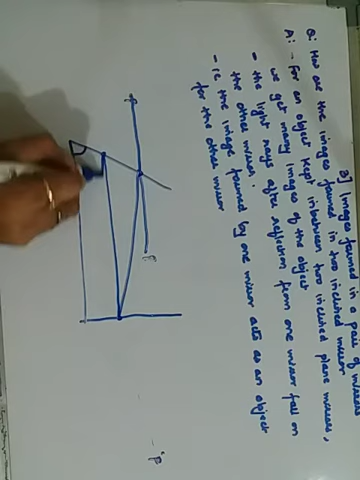 3] Images formed in a pair of mirrors
Q: How are the images formed in two inclined mirror
A: - For an object kept inbetween two inclined plane mirrors,
we get many images of the object
- the light rays after reflection from one mirror fall on
the other mirror.
- ie the image formed by one mirror acts as an object
for the other mirror
P